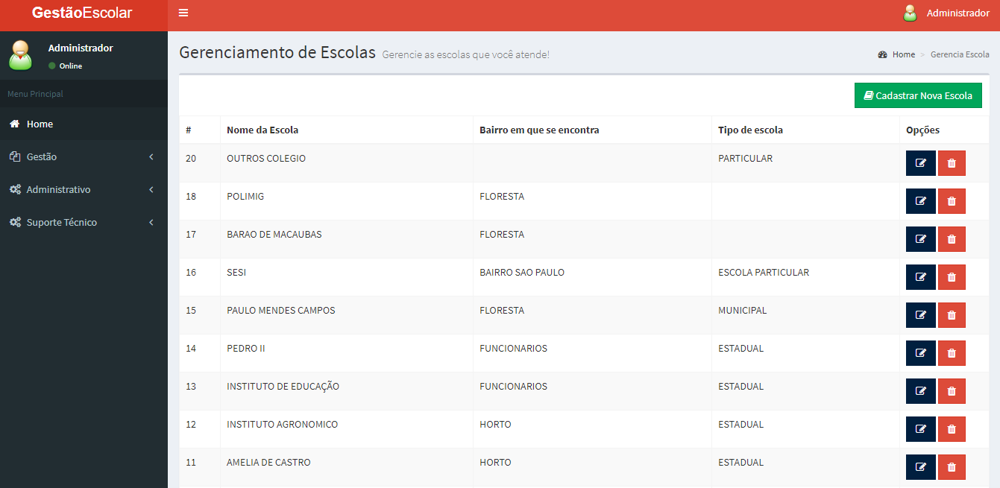 GestãoEscolar
Administrador
Administrador
Online
Menu Principal
Home
Gestão
Administrativo
Suporte Técnico
Gerenciamento de Escolas Gerencie as escolas que você atende!
Home > Gerencia Escola
Cadastrar Nova Escola
# Nome da Escola Bairro em que se encontra Tipo de escola Opções
20 OUTROS COLEGIO PARTICULAR
18 POLIMIG FLORESTA
17 BARAO DE MACAUBAS FLORESTA
16 SESI BAIRRO SAO PAULO ESCOLA PARTICULAR
15 PAULO MENDES CAMPOS FLORESTA MUNICIPAL
14 PEDRO II FUNCIONARIOS ESTADUAL
13 INSTITUTO DE EDUCAÇÃO FUNCIONARIOS ESTADUAL
12 INSTITUTO AGRONOMICO HORTO ESTADUAL
11 AMELIA DE CASTRO HORTO ESTADUAL